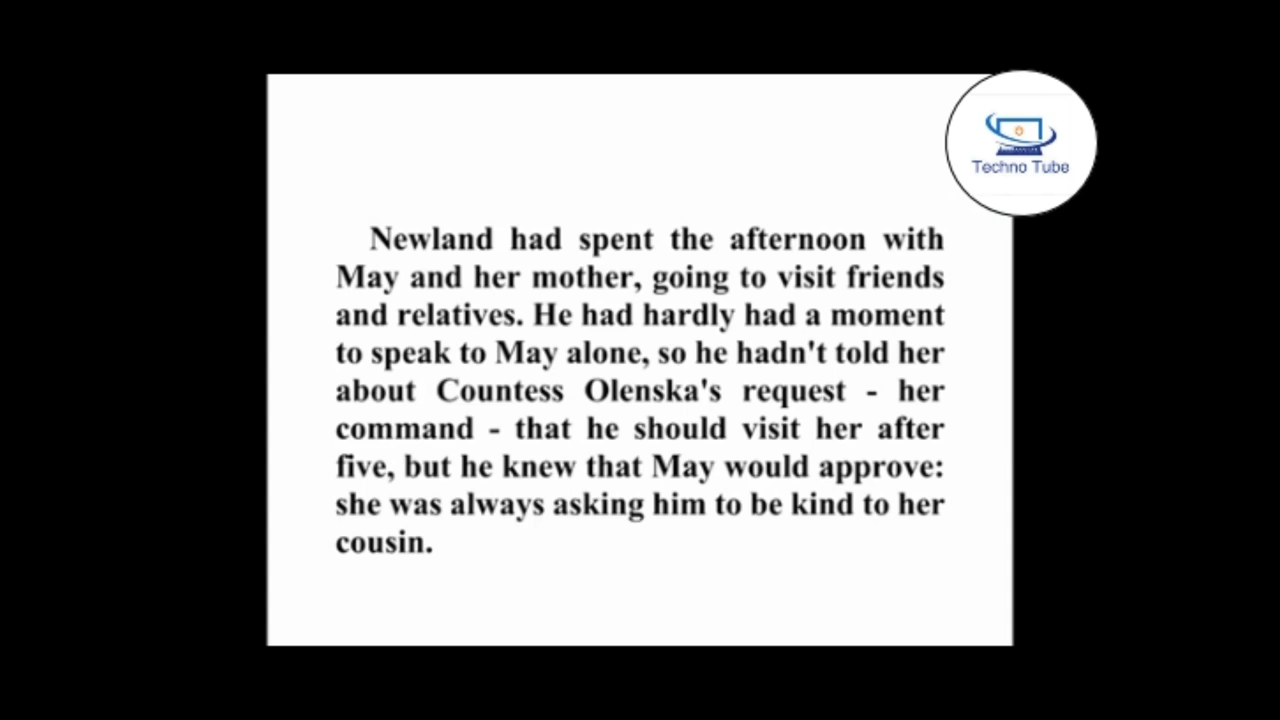 Techno Tube
Newland had spent the afternoon with
May and her mother, going to visit friends
and relatives. He had hardly had a moment
to speak to May alone, so he hadn't told her
about Countess Olenska's request - her
command - that he should visit her after
five, but he knew that May would approve:
she was always asking him to be kind to her
cousin.